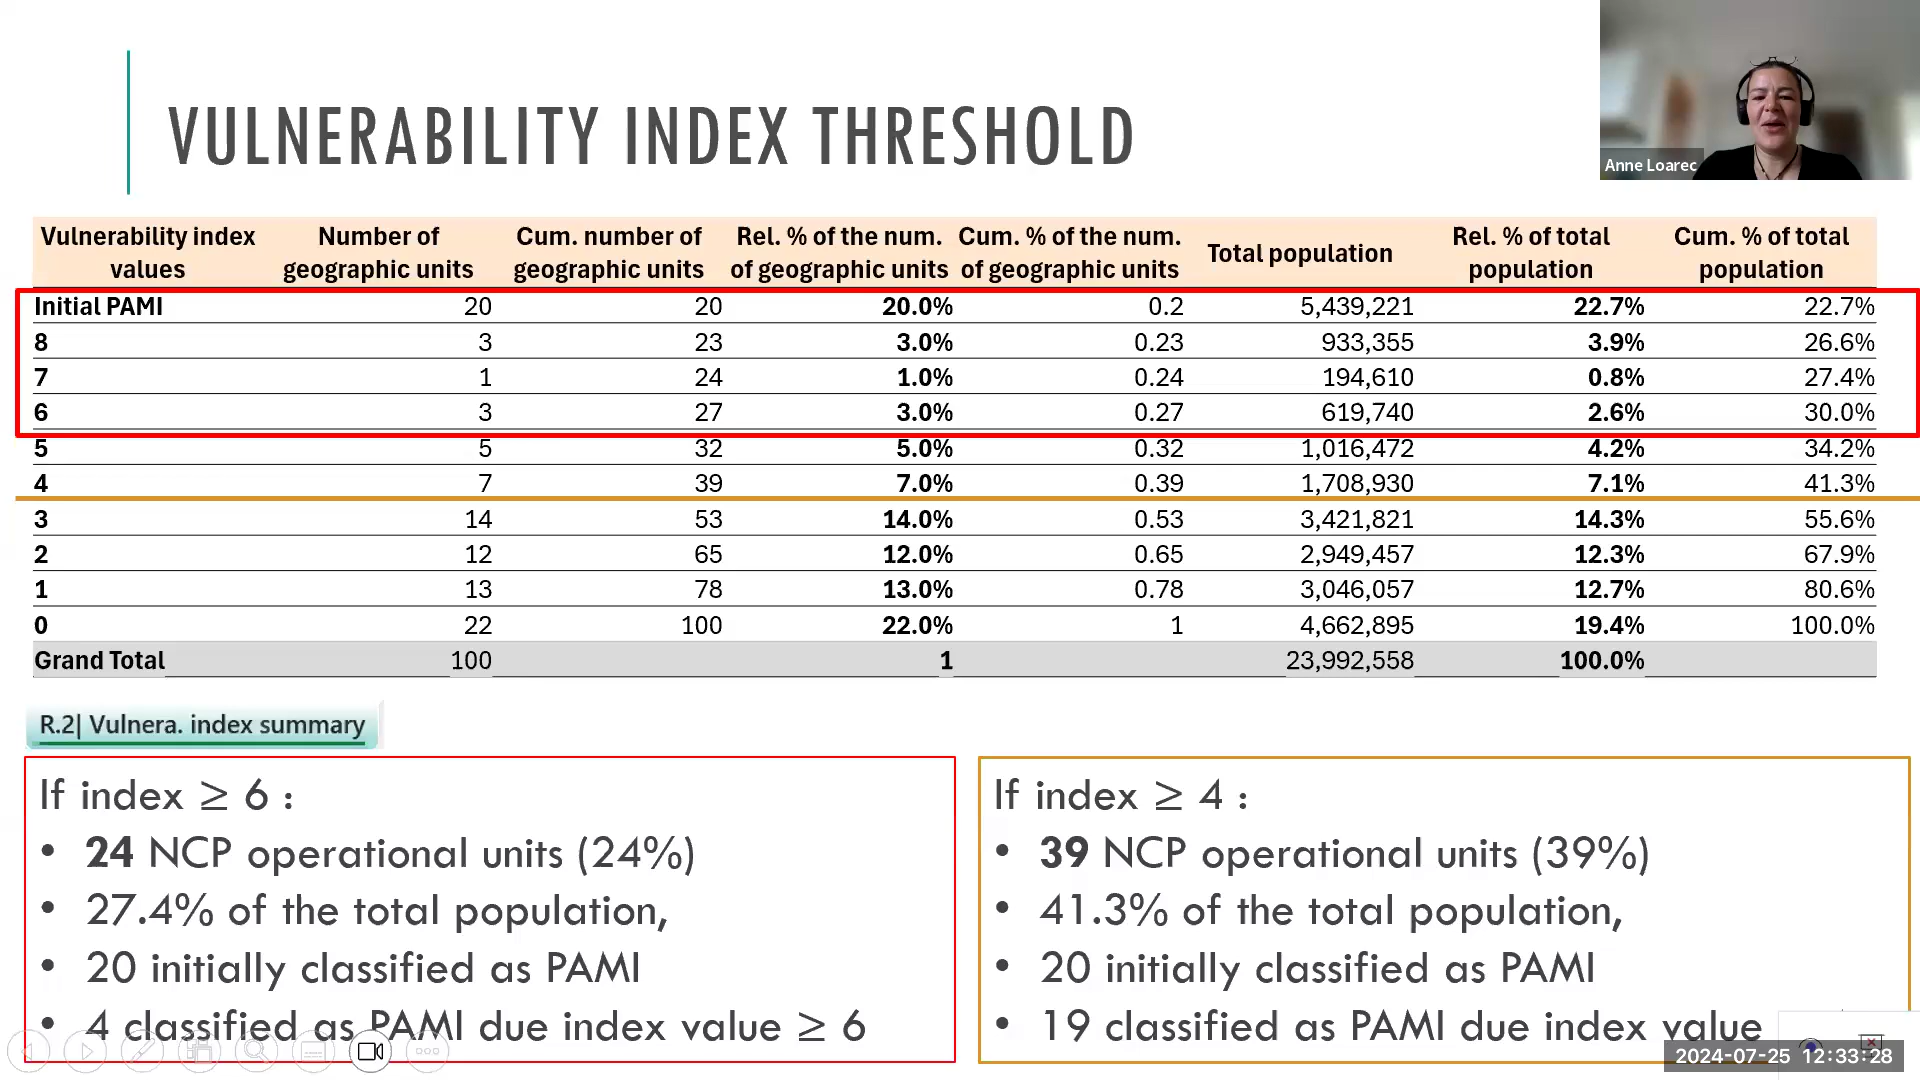 Anne Loarec
VULNERABILITY INDEX THRESHOLD
Vulnerability index values Number of geographic units Cum. number of geographic units Rel. % of the num. of geographic units Cum. % of the num. of geographic units Total population Rel. % of total population Cum. % of total population
Initial PAMI 20 20 20.0% 0.2 5,439,221 22.7% 22.7%
8 3 23 3.0% 0.23 933,355 3.9% 26.6%
7 1 24 1.0% 0.24 194,610 0.8% 27.4%
6 3 27 3.0% 0.27 619,740 2.6% 30.0%
5 5 32 5.0% 0.32 1,016,472 4.2% 34.2%
4 7 39 7.0% 0.39 1,708,930 7.1% 41.3%
3 14 53 14.0% 0.53 3,421,821 14.3% 55.6%
2 12 65 12.0% 0.65 2,949,457 12.3% 67.9%
1 13 78 13.0% 0.78 3,046,057 12.7% 80.6%
0 22 100 22.0% 1 4,662,895 19.4% 100.0%
Grand Total 100 1 23,992,558 100.0%
R.2| Vulnera. index summary
If index ≥ 6 :
• 24 NCP operational units (24%)
• 27.4% of the total population,
• 20 initially classified as PAMI
• 4 classified as PAMI due index value ≥ 6
If index ≥ 4 :
• 39 NCP operational units (39%)
• 41.3% of the total population,
• 20 initially classified as PAMI
• 19 classified as PAMI due index value
2024-07-25 12:33:28